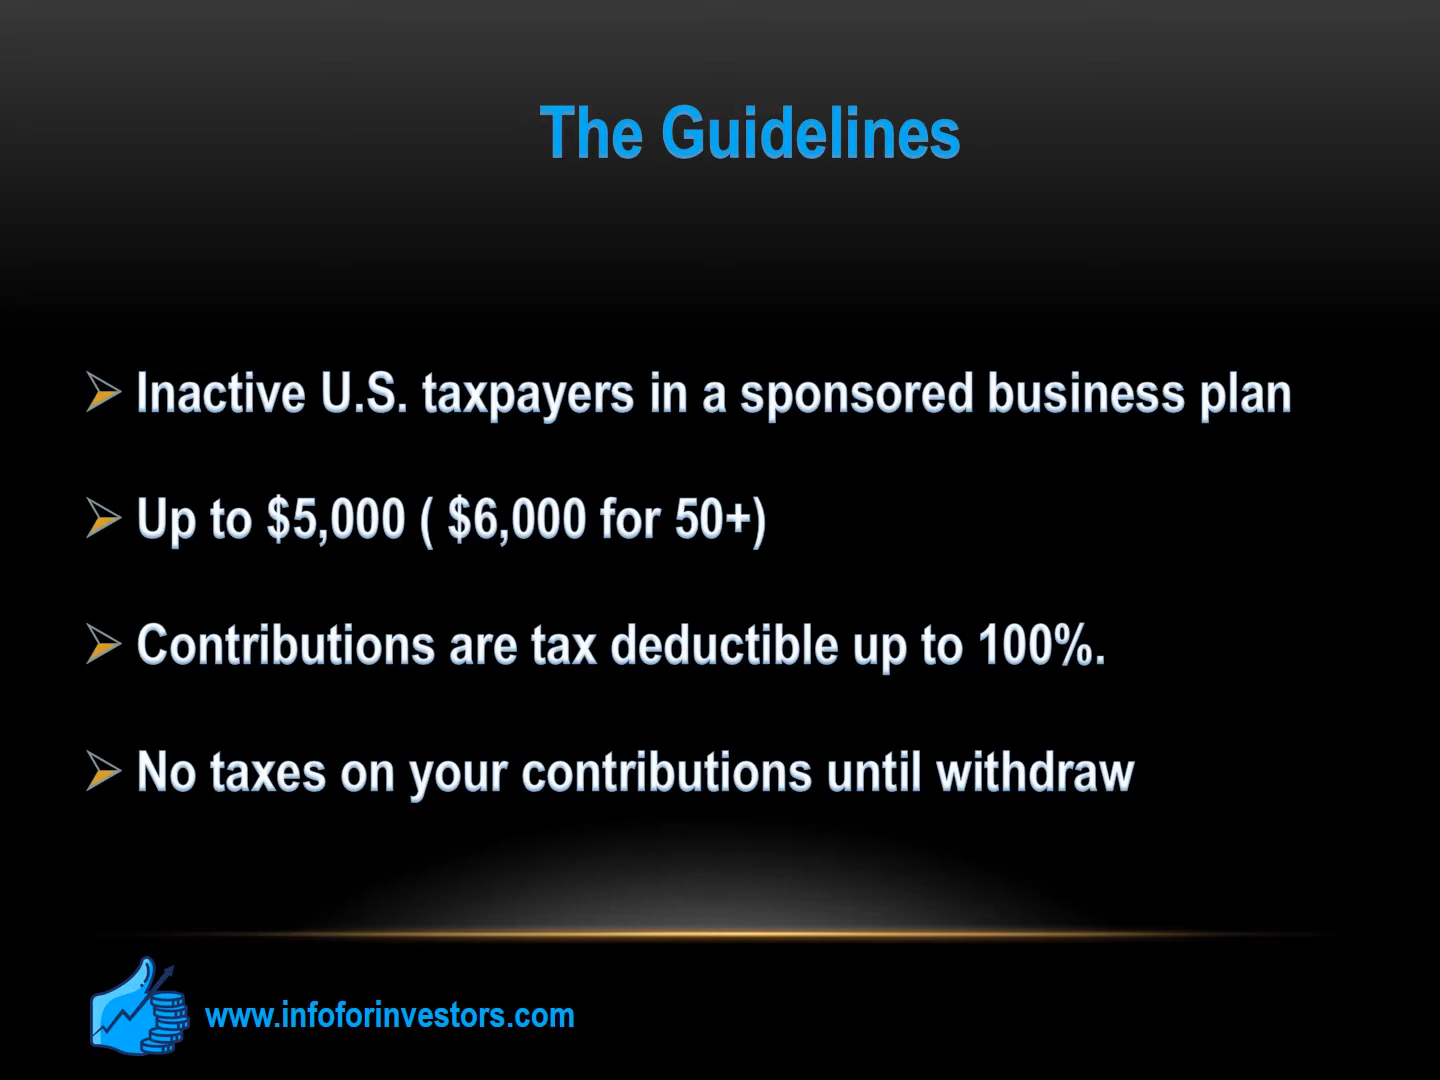 The Guidelines
Inactive U.S. taxpayers in a sponsored business plan
Up to $5,000 ( $6,000 for 50+)
Contributions are tax deductible up to 100%.
No taxes on your contributions until withdraw
www.infoforinvestors.com